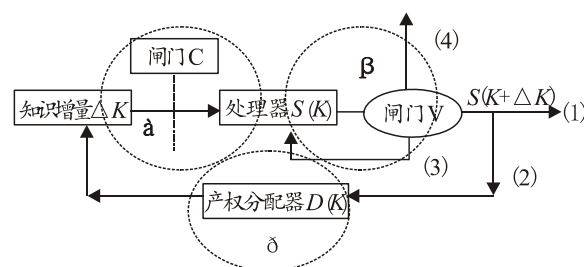 (4)
闸门C
β
知识增量△K
à
处理器S(K)
闸门V
S(K+△K)
(1)
(3)
(2)
产权分配器D(K)
ð